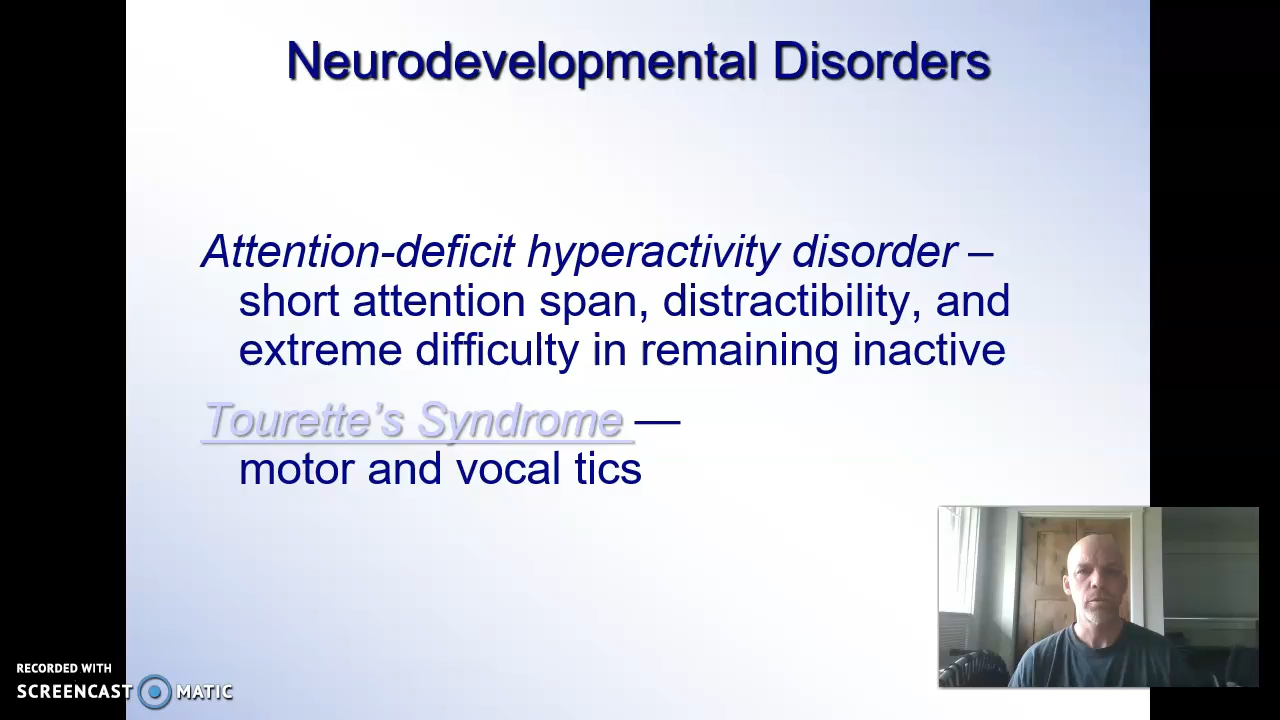 Neurodevelopmental Disorders
Attention-deficit hyperactivity disorder –
short attention span, distractibility, and
extreme difficulty in remaining inactive
Tourette’s Syndrome —
motor and vocal tics
RECORDED WITH
SCREENCAST MATIC